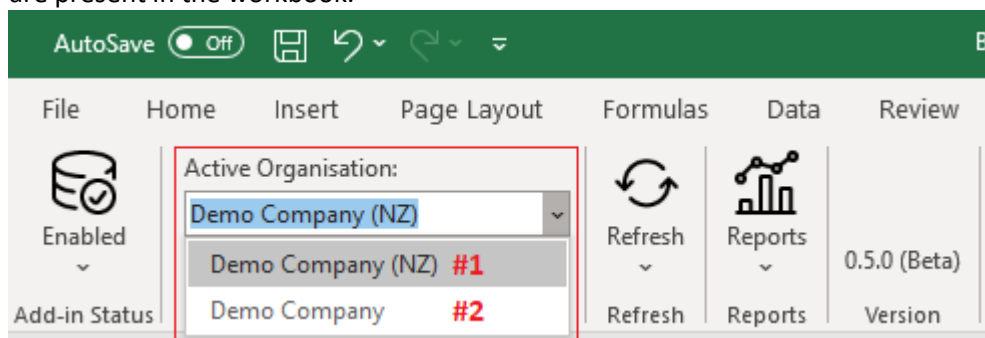 are present in the workbook.
AutoSave Off
File Home Insert Page Layout Formulas Data Review
Active Organisation:
Demo Company (NZ)
Enabled
Refresh
Reports
0.5.0 (Beta)
Demo Company (NZ) #1
Demo Company #2
Add-in Status
Refresh
Reports
Version